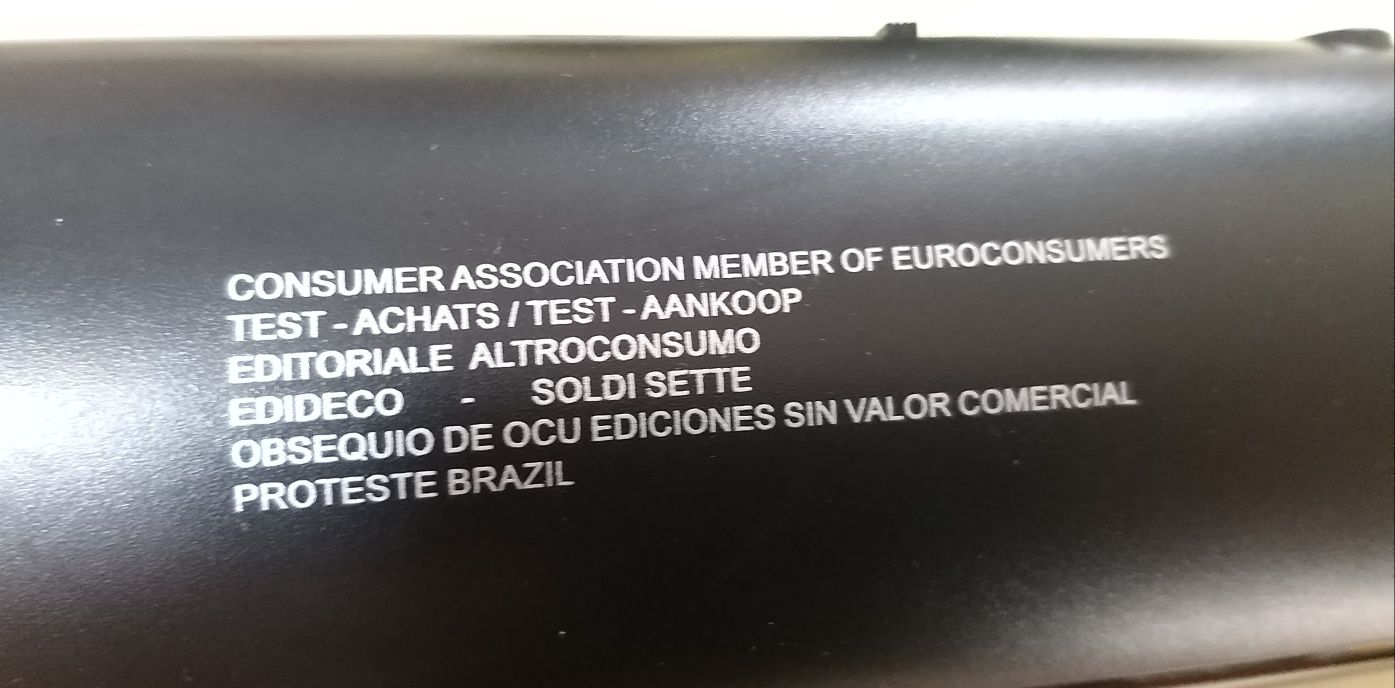 CONSUMER ASSOCIATION MEMBER OF EUROCONSUMERS
TEST - ACHATS / TEST - AANKOOP
EDITORIALE ALTROCONSUMO
EDIDECO - SOLDI SETTE
OBSEQUIO DE OCU EDICIONES SIN VALOR COMERCIAL
PROTESTE BRAZIL